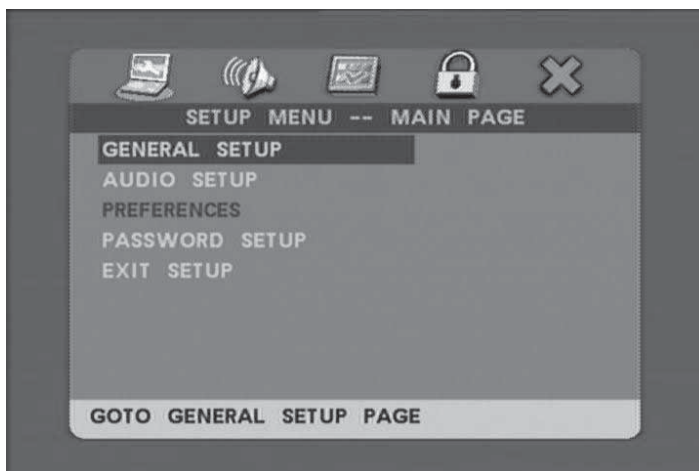 SETUP MENU -- MAIN PAGE
GENERAL SETUP
AUDIO SETUP
PREFERENCES
PASSWORD SETUP
EXIT SETUP
GOTO GENERAL SETUP PAGE